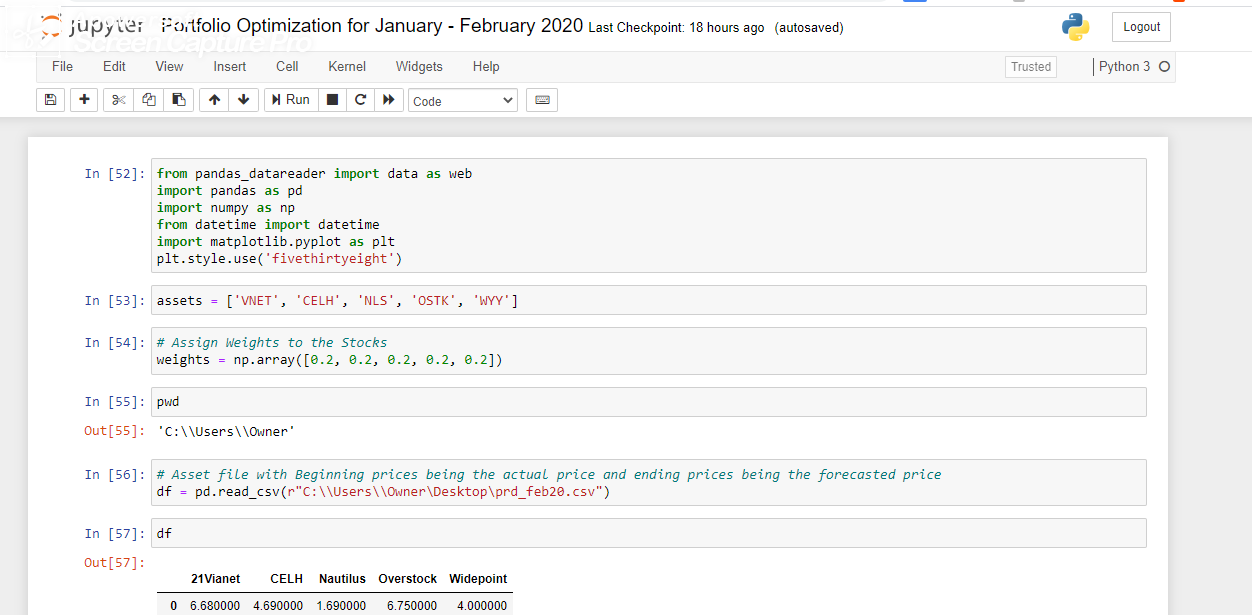 jupyter Portfolio Optimization for January - February 2020 Last Checkpoint: 18 hours ago (autosaved) Logout
Screen Capture Pro
File Edit View Insert Cell Kernel Widgets Help Trusted Python 3
Run Code
In [52]: from pandas_datareader import data as web
import pandas as pd
import numpy as np
from datetime import datetime
import matplotlib.pyplot as plt
plt.style.use('fivethirtyeight')
In [53]: assets = ['VNET', 'CELH', 'NLS', 'OSTK', 'WYY']
In [54]: # Assign Weights to the Stocks
weights = np.array([0.2, 0.2, 0.2, 0.2, 0.2])
In [55]: pwd
Out[55]: 'C:\\Users\\Owner'
In [56]: # Asset file with Beginning prices being the actual price and ending prices being the forecasted price
df = pd.read_csv(r"C:\\Users\\Owner\Desktop\prd_feb20.csv")
In [57]: df
Out[57]:
21Vianet CELH Nautilus Overstock Widepoint
0 6.680000 4.690000 1.690000 6.750000 4.000000